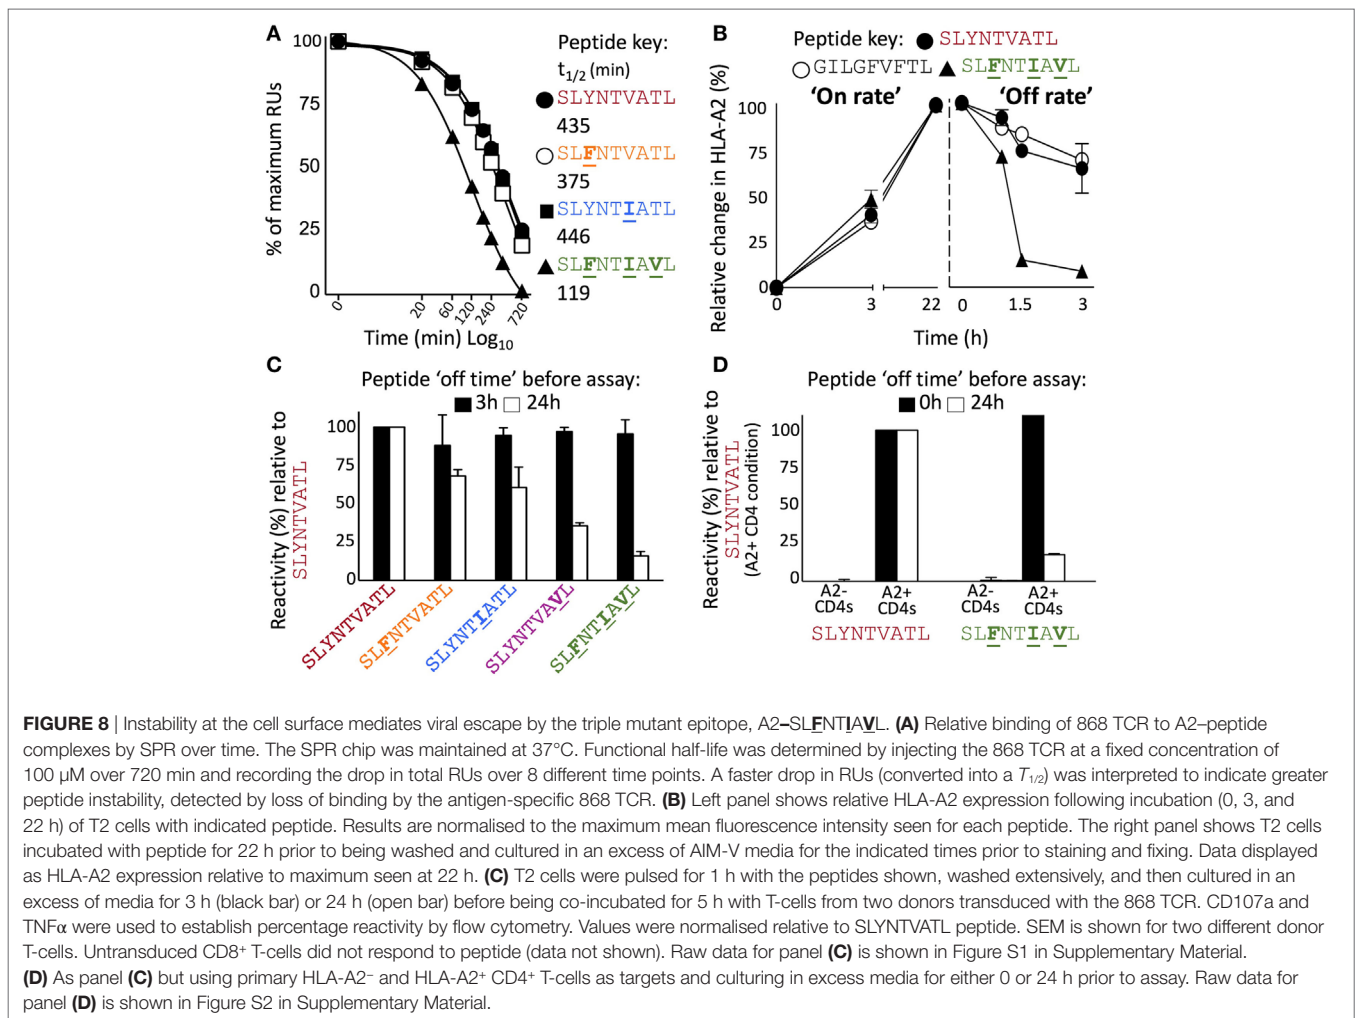 A
100
75
50
25
0
% of maximum RUs
0 20 60 120 240 720
Time (min) Log10
Peptide key:
t1/2 (min)
SLYNTVATL
435
SLFNTVATL
375
SLYNTIATL
446
SLFNTIAVL
119
B
Peptide key: SLYNTVATL
GILGFVFTL SLFNTIAVL
'On rate' 'Off rate'
Relative change in HLA-A2 (%)
100
75
50
25
0
0 3 22 0 1.5 3
Time (h)
C
Peptide 'off time' before assay:
3h 24h
Reactivity (%) relative to
SLYNTVATL
100
75
50
25
0
SLYNTVATL
SLFNTVATL
SLYNTIATL
SLYNTVAVL
SLFNTIAVL
D
Peptide 'off time' before assay:
0h 24h
Reactivity (%) relative to
SLYNTVATL
(A2+ CD4 condition)
100
75
50
25
0
A2- A2+ A2- A2+
CD4s CD4s CD4s CD4s
SLYNTVATL SLFNTIAVL
FIGURE 8 | Instability at the cell surface mediates viral escape by the triple mutant epitope, A2–SLFNTIAVL. (A) Relative binding of 868 TCR to A2–peptide
complexes by SPR over time. The SPR chip was maintained at 37°C. Functional half-life was determined by injecting the 868 TCR at a fixed concentration of
100 µM over 720 min and recording the drop in total RUs over 8 different time points. A faster drop in RUs (converted into a T1/2) was interpreted to indicate greater
peptide instability, detected by loss of binding by the antigen-specific 868 TCR. (B) Left panel shows relative HLA-A2 expression following incubation (0, 3, and
22 h) of T2 cells with indicated peptide. Results are normalised to the maximum mean fluorescence intensity seen for each peptide. The right panel shows T2 cells
incubated with peptide for 22 h prior to being washed and cultured in an excess of AIM-V media for the indicated times prior to staining and fixing. Data displayed
as HLA-A2 expression relative to maximum seen at 22 h. (C) T2 cells were pulsed for 1 h with the peptides shown, washed extensively, and then cultured in an
excess of media for 3 h (black bar) or 24 h (open bar) before being co-incubated for 5 h with T-cells from two donors transduced with the 868 TCR. CD107a and
TNFα were used to establish percentage reactivity by flow cytometry. Values were normalised relative to SLYNTVATL peptide. SEM is shown for two different donor
T-cells. Untransduced CD8+ T-cells did not respond to peptide (data not shown). Raw data for panel (C) is shown in Figure S1 in Supplementary Material.
(D) As panel (C) but using primary HLA-A2− and HLA-A2+ CD4+ T-cells as targets and culturing in excess media for either 0 or 24 h prior to assay. Raw data for
panel (D) is shown in Figure S2 in Supplementary Material.